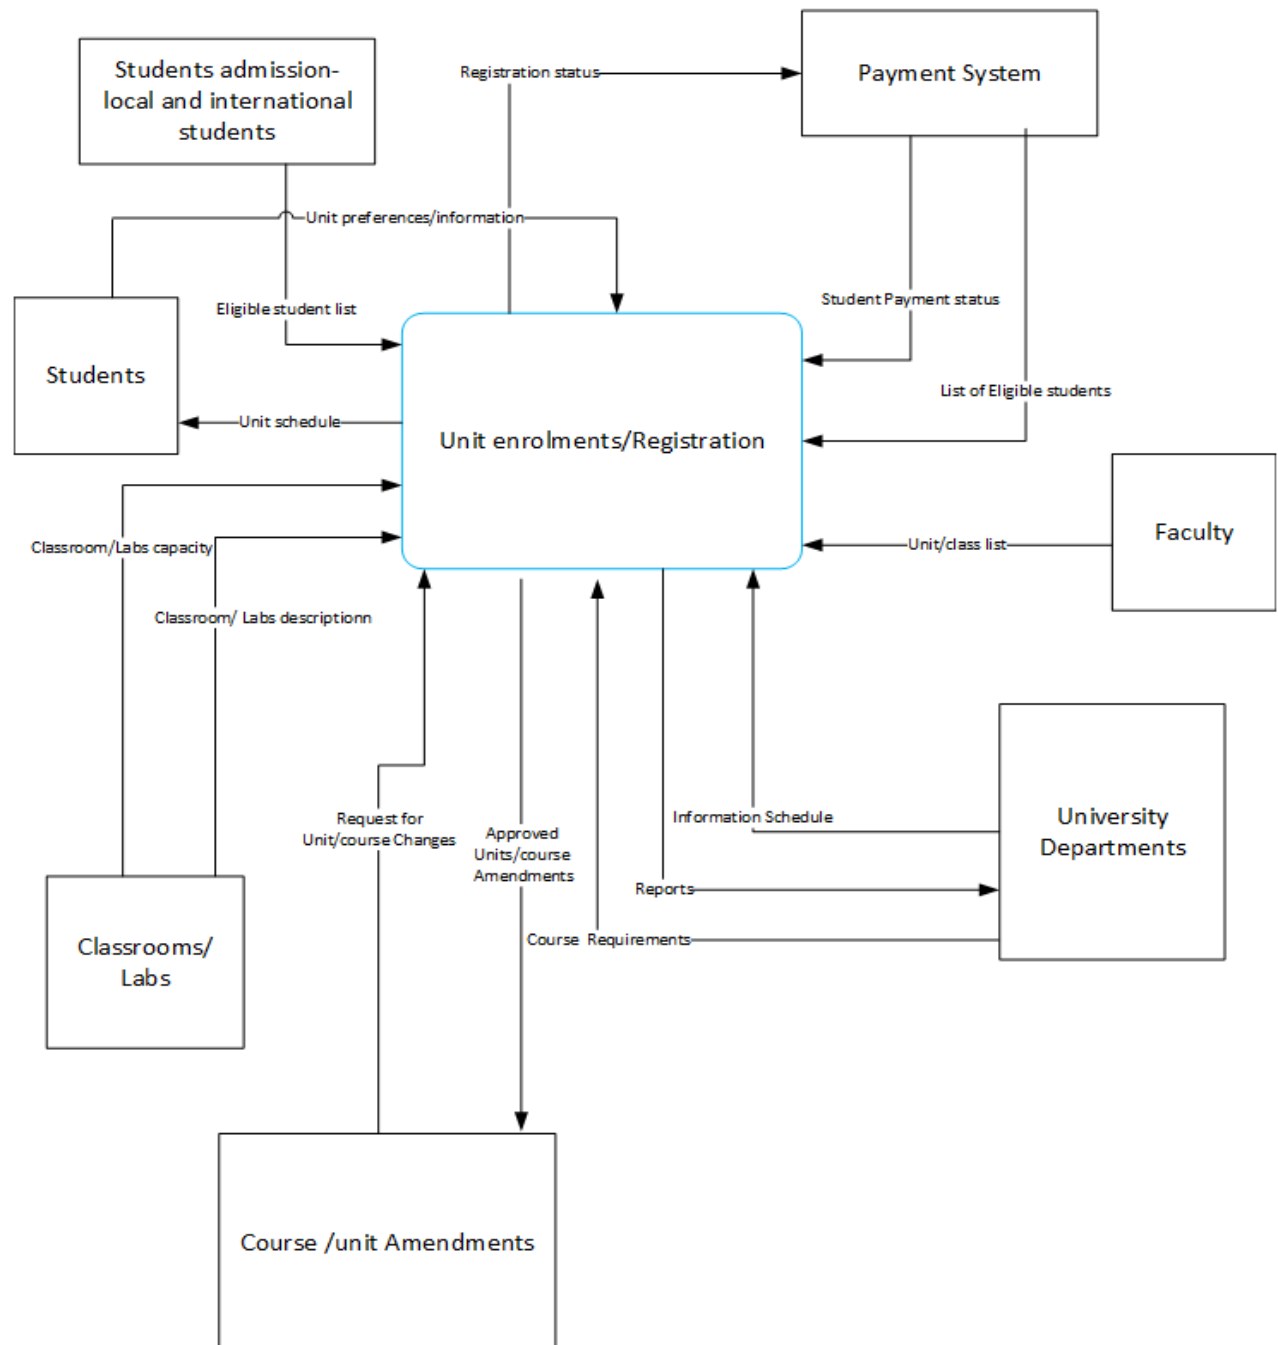 Students admission-
local and international
students
Registration status
Payment System
Unit preferences/information
Eligible student list
Student Payment status
Students
List of Eligible students
Unit schedule
Unit enrolments/Registration
Faculty
Classroom/Labs capacity
Unit/class list
Classroom/ Labs descriptionn
Request for
Unit/course Changes
Approved
Units/course
Amendments
Information Schedule
University
Departments
Reports
Course Requirements
Classrooms/
Labs
Course /unit Amendments